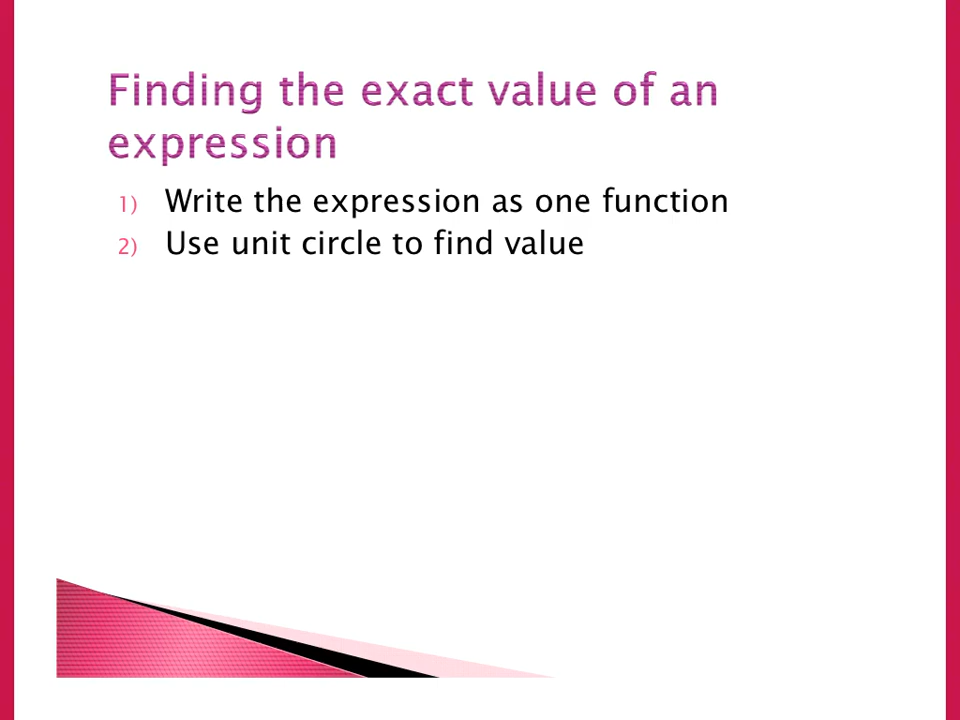 Finding the exact value of an
expression
1) Write the expression as one function
2) Use unit circle to find value